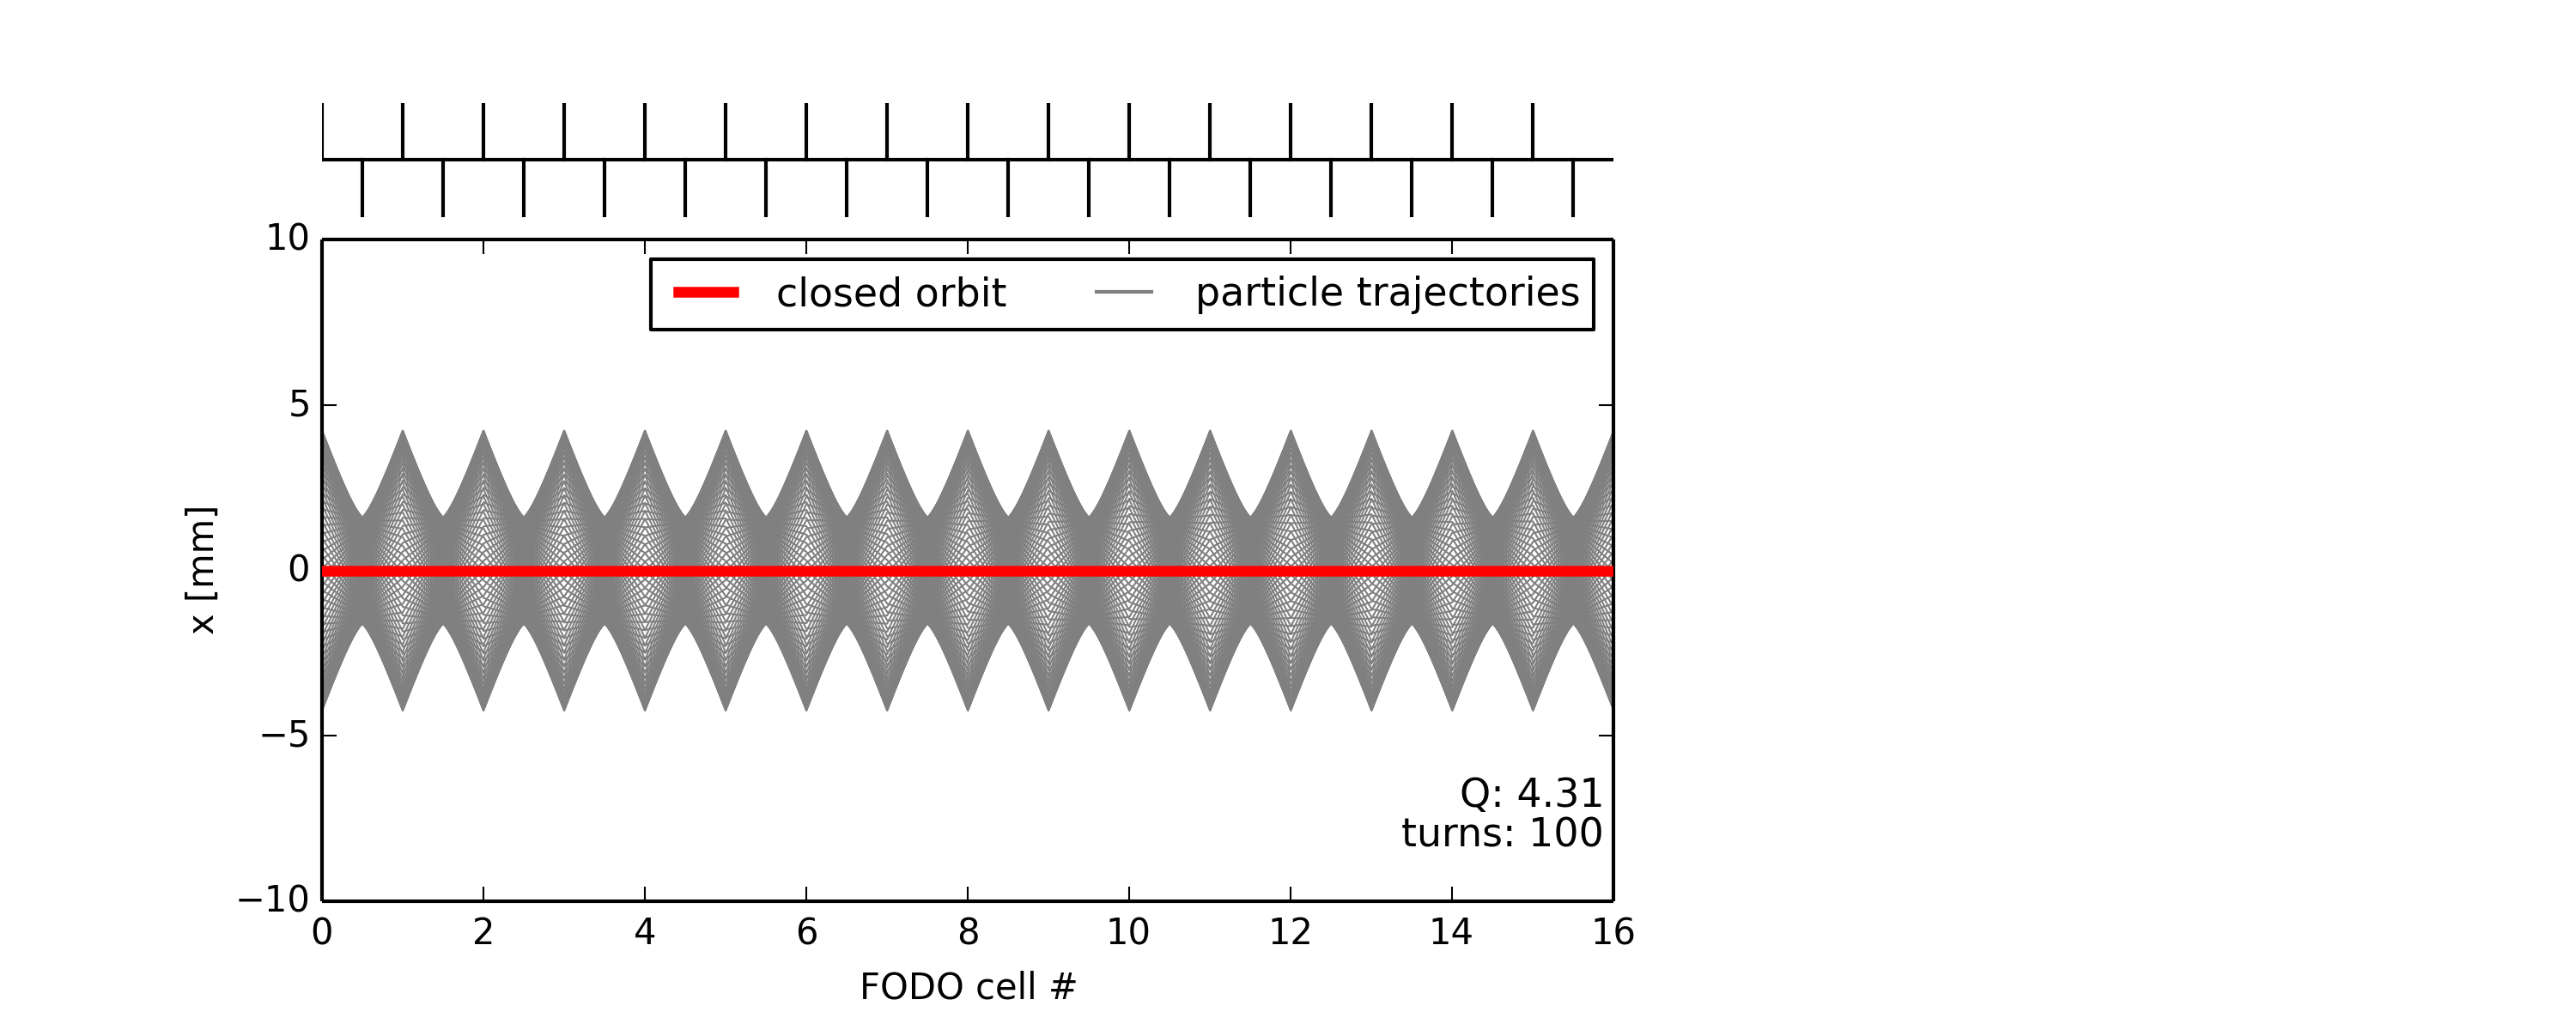 10
closed orbit
particle trajectories
5
x [mm]
0
−5
Q: 4.31
turns: 100
−10
0 2 4 6 8 10 12 14 16
FODO cell #